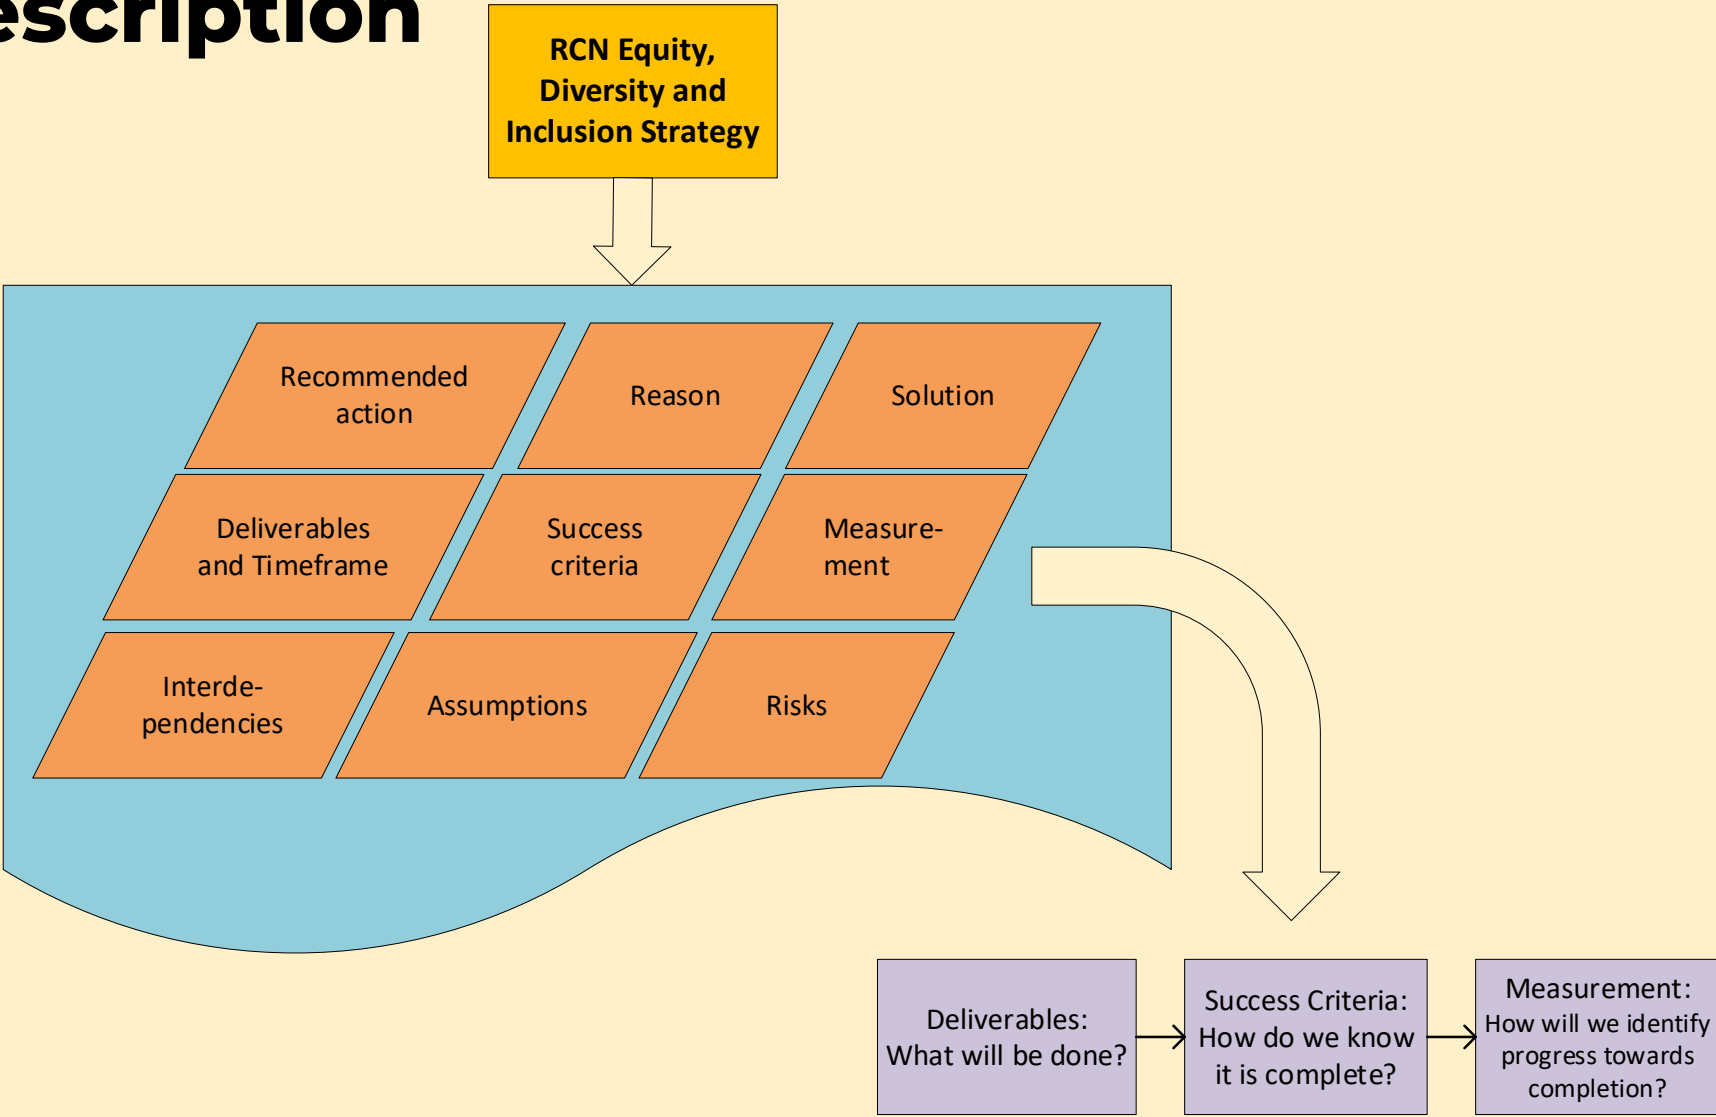 escription
RCN Equity,
Diversity and
Inclusion Strategy
Recommended
action
Reason
Solution
Deliverables
and Timeframe
Success
criteria
Measure-
ment
Interde-
pendencies
Assumptions
Risks
Deliverables:
What will be done?
Success Criteria:
How do we know
it is complete?
Measurement:
How will we identify
progress towards
completion?